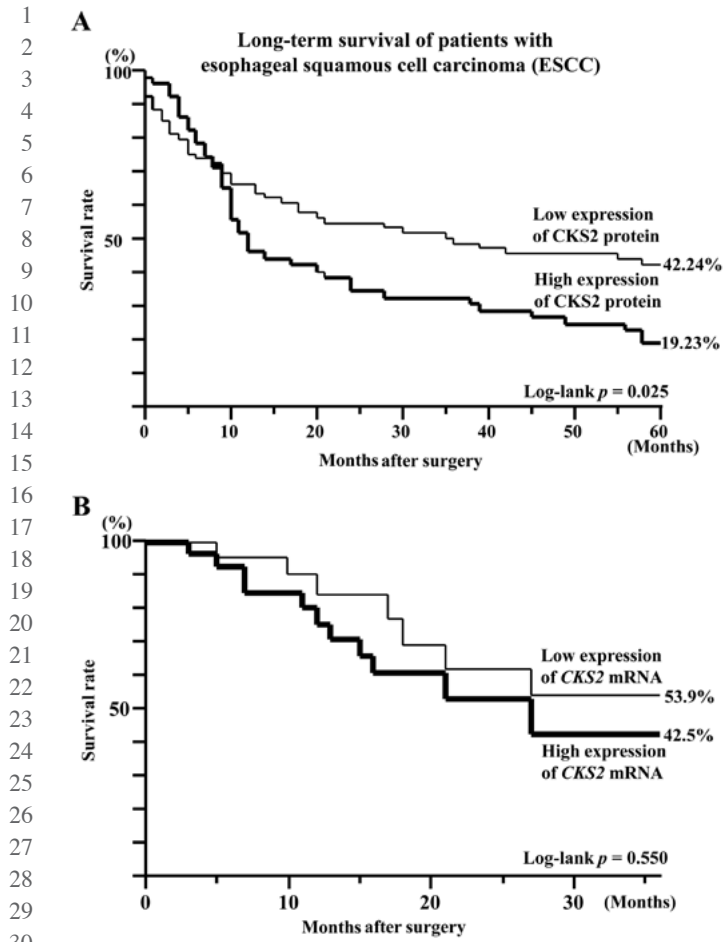 1
2
3
4
5
6
7
8
9
10
11
12
13
14
15
16
17
18
19
20
21
22
23
24
25
26
27
28
29
30
A
Long-term survival of patients with
esophageal squamous cell carcinoma (ESCC)
(%)
100
50
Survival rate
Low expression
of CKS2 protein
42.24%
High expression
of CKS2 protein
19.23%
Log-lank p = 0.025
0 10 20 30 40 50 60
(Months)
Months after surgery
B
(%)
100
50
Survival rate
Low expression
of CKS2 mRNA
53.9%
42.5%
High expression
of CKS2 mRNA
Log-lank p = 0.550
0 10 20 30 (Months)
Months after surgery